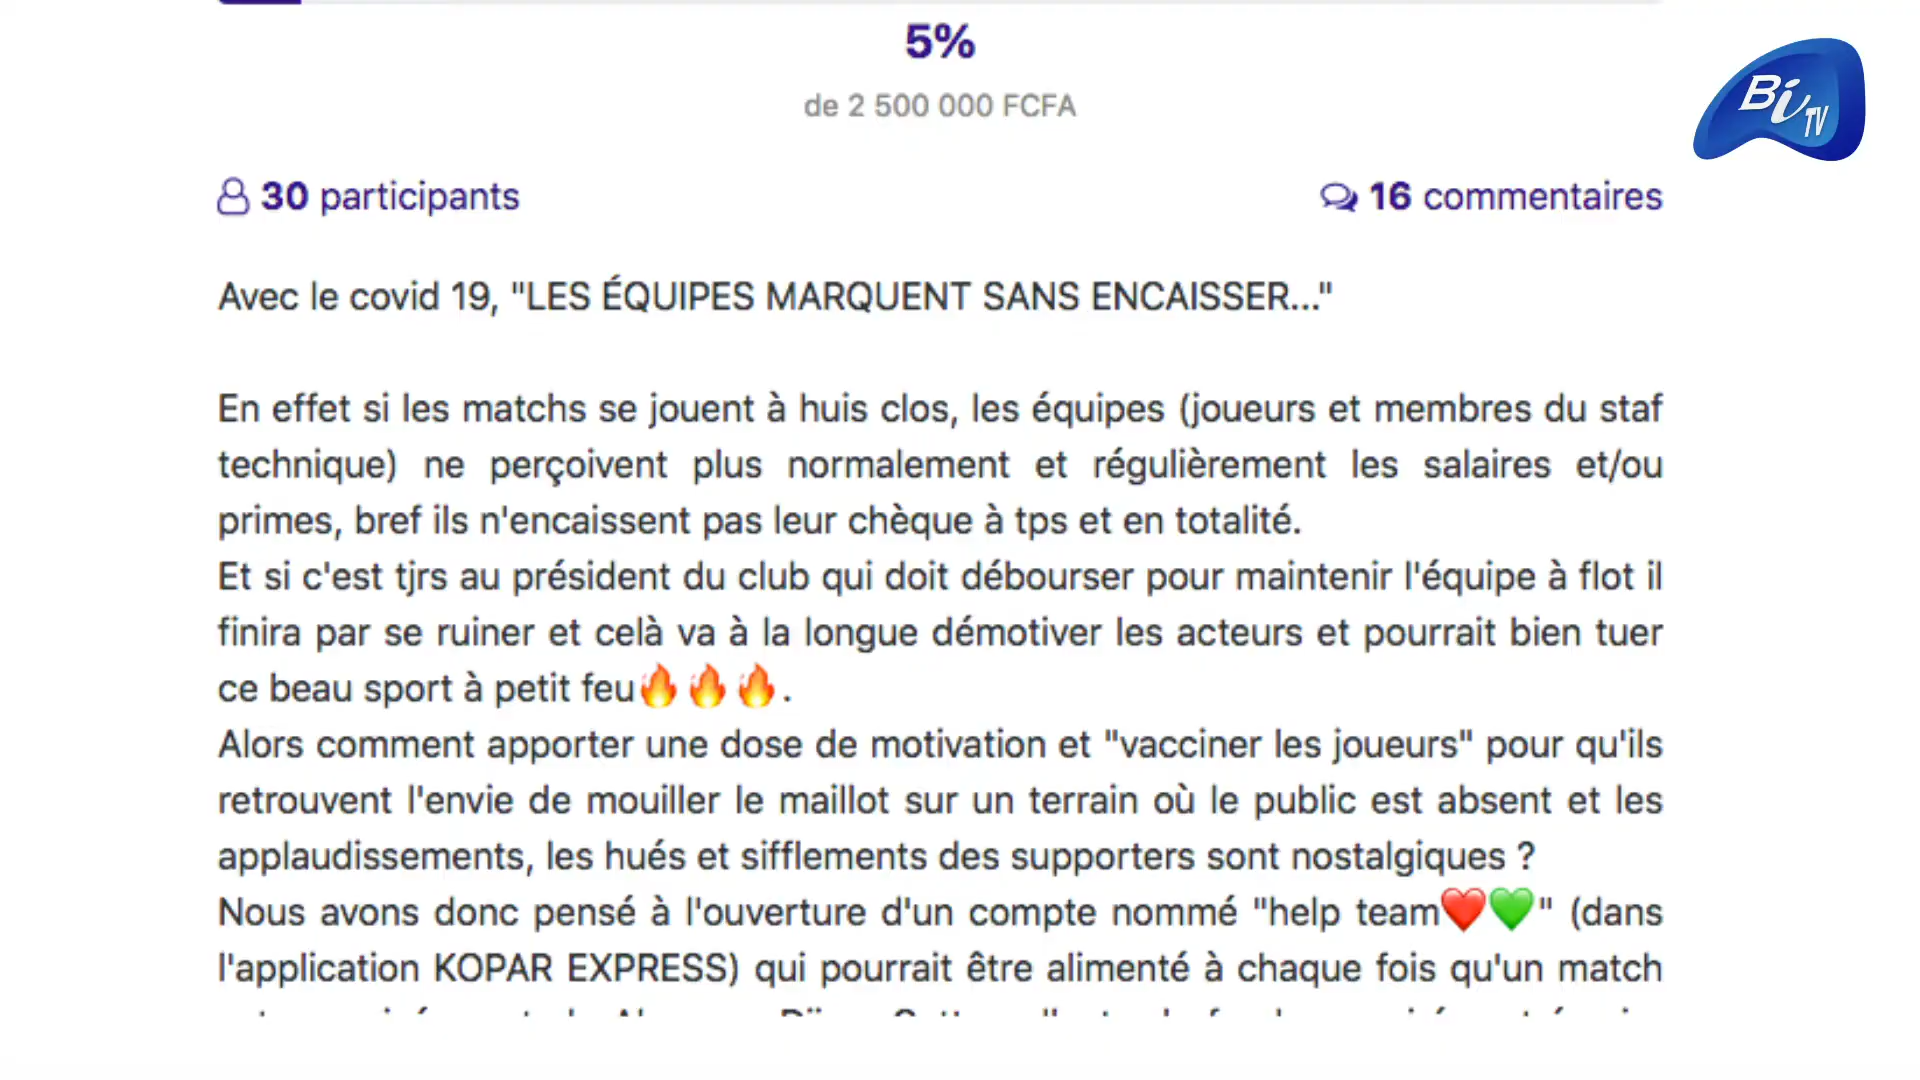 5%
de 2 500 000 FCFA
Bi TV
30 participants
16 commentaires
Avec le covid 19, "LES ÉQUIPES MARQUENT SANS ENCAISSER..."
En effet si les matchs se jouent à huis clos, les équipes (joueurs et membres du staf
technique) ne perçoivent plus normalement et régulièrement les salaires et/ou
primes, bref ils n'encaissent pas leur chèque à tps et en totalité.
Et si c'est tjrs au président du club qui doit débourser pour maintenir l'équipe à flot il
finira par se ruiner et celà va à la longue démotiver les acteurs et pourrait bien tuer
ce beau sport à petit feu🔥🔥🔥.
Alors comment apporter une dose de motivation et "vacciner les joueurs" pour qu'ils
retrouvent l'envie de mouiller le maillot sur un terrain où le public est absent et les
applaudissements, les hués et sifflements des supporters sont nostalgiques ?
Nous avons donc pensé à l'ouverture d'un compte nommé "help team❤️💚" (dans
l'application KOPAR EXPRESS) qui pourrait être alimenté à chaque fois qu'un match